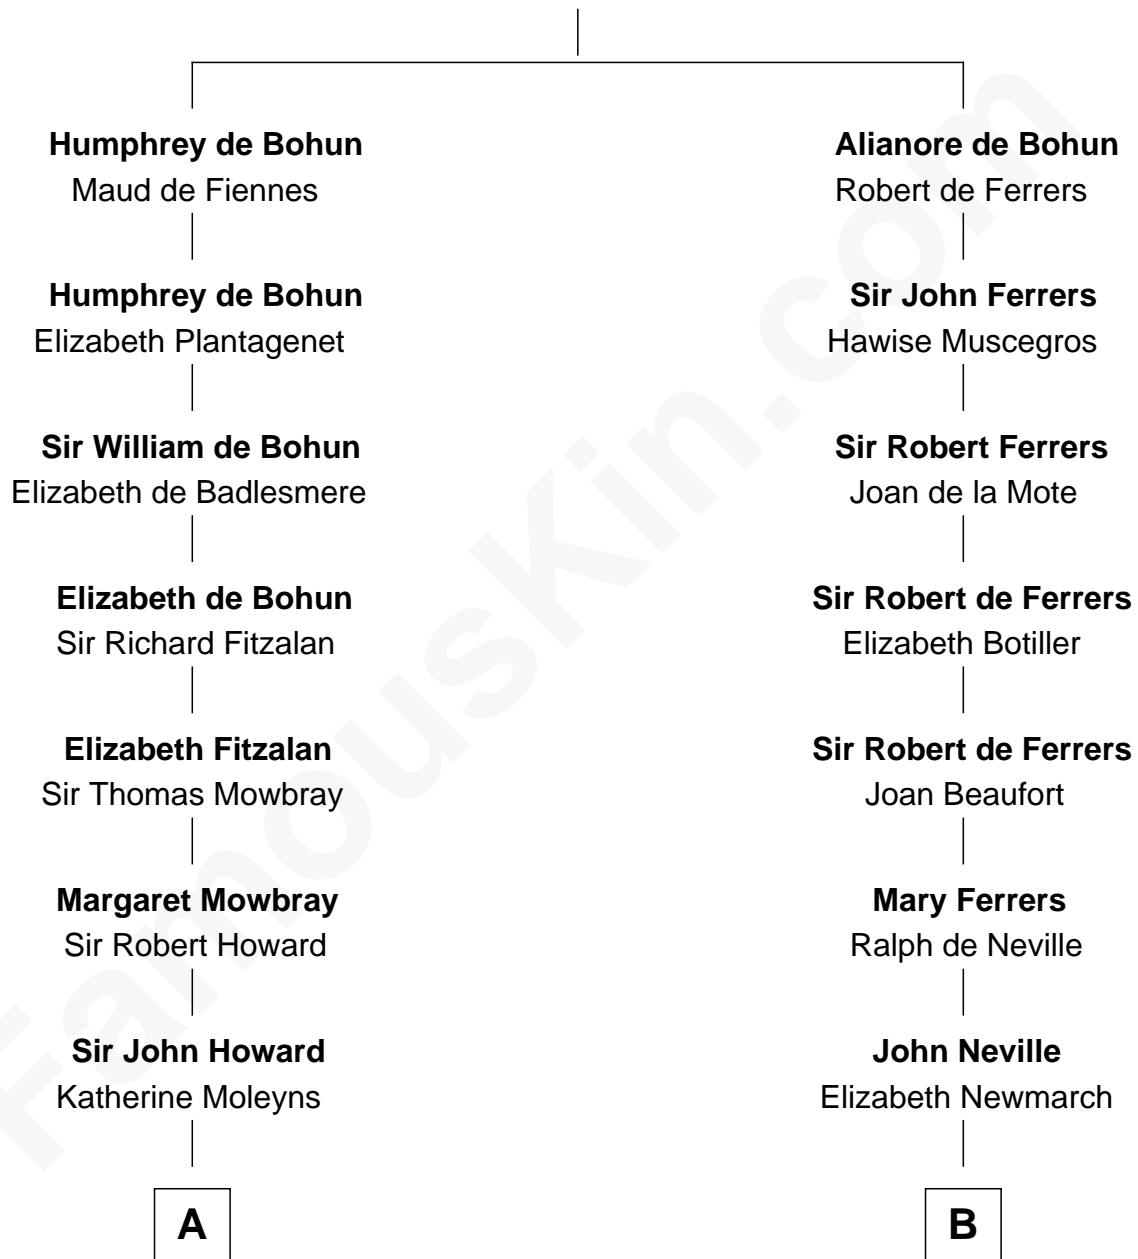 Humphrey de Bohun
Maud de Fiennes
Humphrey de Bohun
Elizabeth Plantagenet
Sir William de Bohun
Elizabeth de Badlesmere
Elizabeth de Bohun
Sir Richard Fitzalan
Elizabeth Fitzalan
Sir Thomas Mowbray
Margaret Mowbray
Sir Robert Howard
Sir John Howard
Katherine Moleyns
A
Alianore de Bohun
Robert de Ferrers
Sir John Ferrers
Hawise Muscegros
Sir Robert Ferrers
Joan de la Mote
Sir Robert de Ferrers
Elizabeth Botiller
Sir Robert de Ferrers
Joan Beaufort
Mary Ferrers
Ralph de Neville
John Neville
Elizabeth Newmarch
B
FamousKin.com